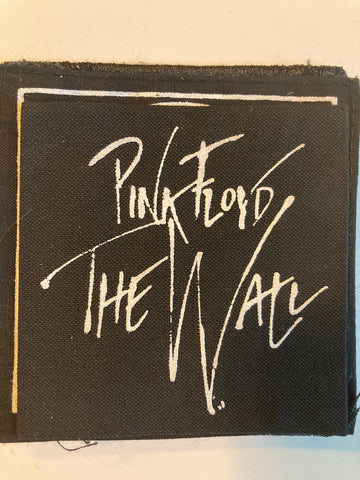 PINK FLOYD
THE WALL